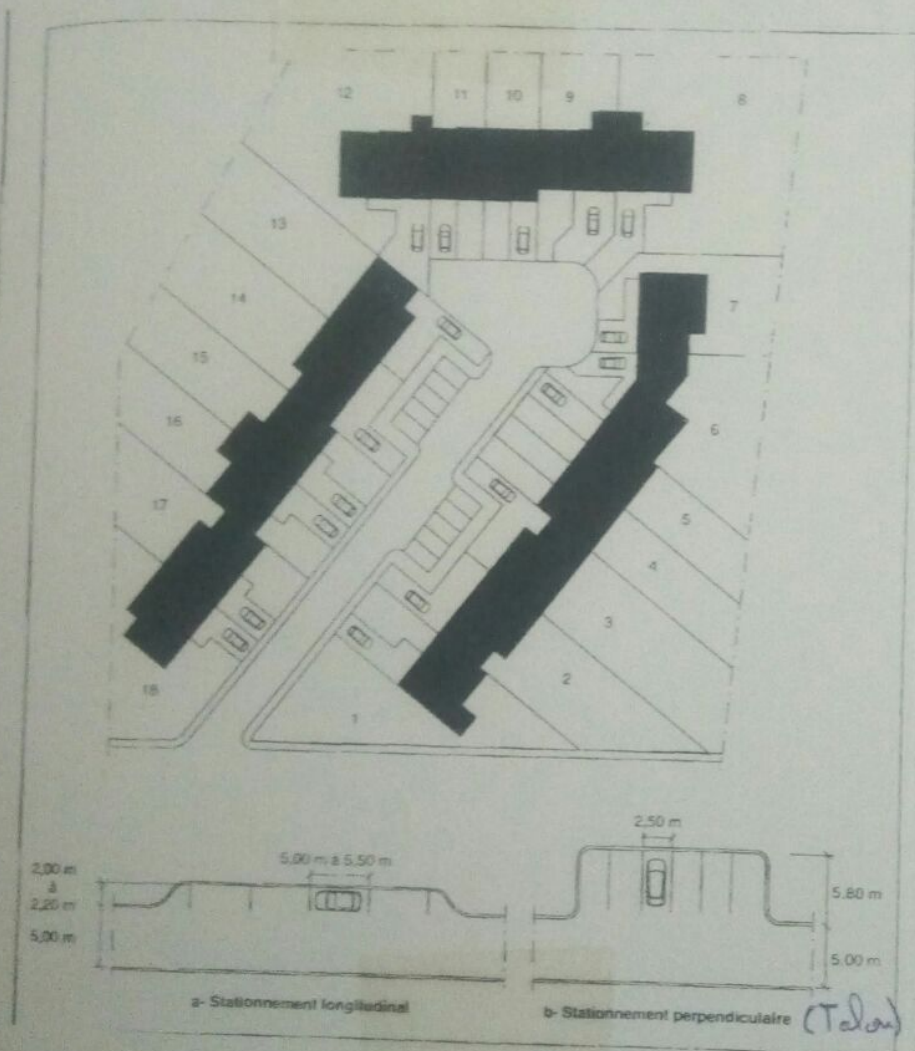 12
11
10
9
8
13
14
7
15
16
6
17
5
4
3
2
18
1
2,50 m
5,00 m à 5,50 m
2,00 m
à
2,20 m
5,00 m
5,80 m
5.00 m
a- Stationnement longitudinal
b- Stationnement perpendiculaire